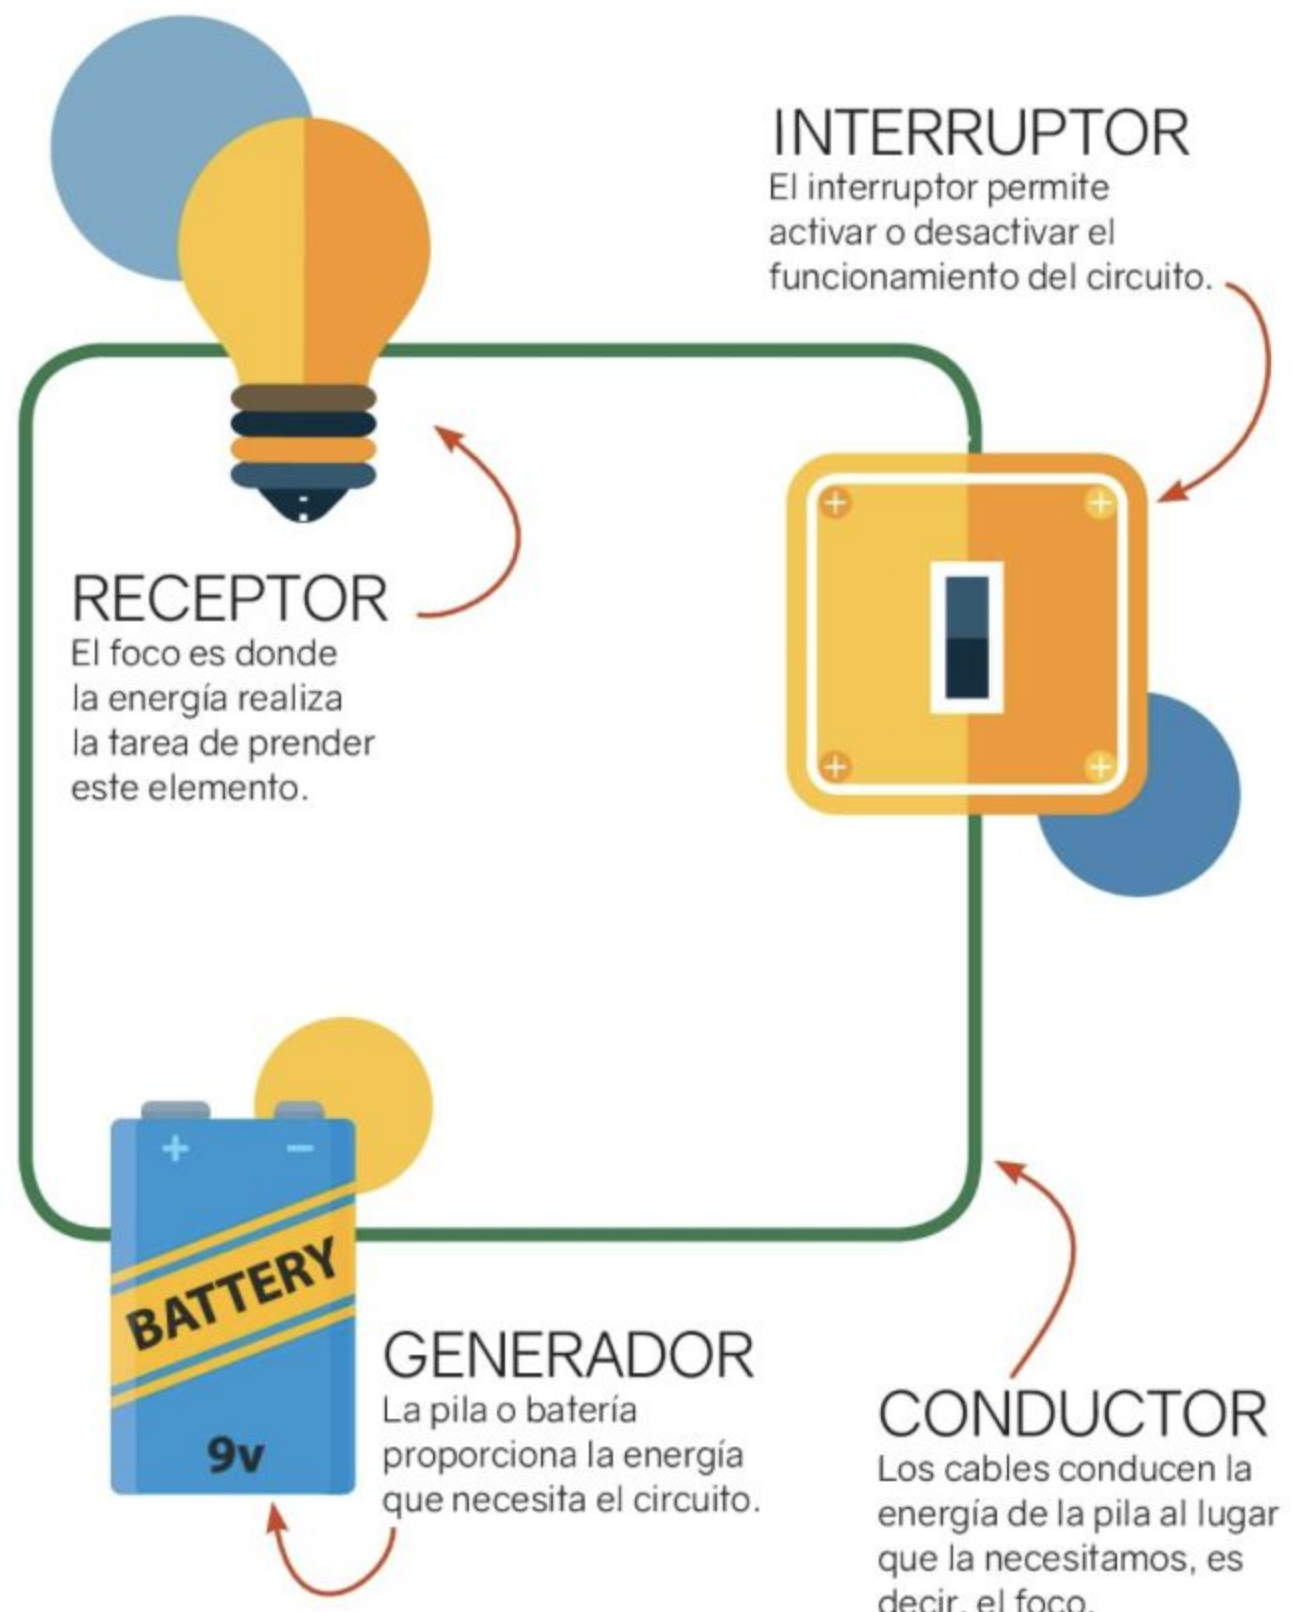 INTERRUPTOR
El interruptor permite
activar o desactivar el
funcionamiento del circuito.
RECEPTOR
El foco es donde
la energía realiza
la tarea de prender
este elemento.
+ −
BATTERY
9v
GENERADOR
La pila o batería
proporciona la energía
que necesita el circuito.
CONDUCTOR
Los cables conducen la
energía de la pila al lugar
que la necesitamos, es
decir, el foco.